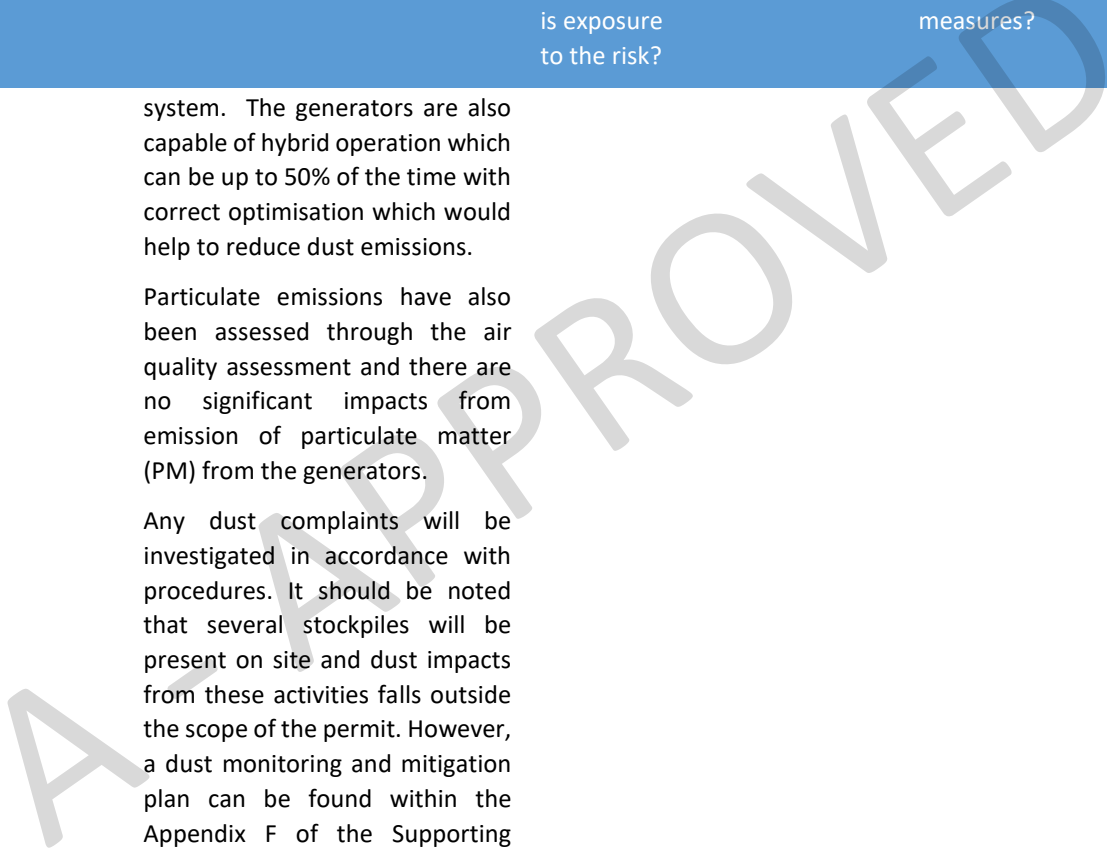 is exposure
to the risk?
measures?
system. The generators are also
capable of hybrid operation which
can be up to 50% of the time with
correct optimisation which would
help to reduce dust emissions.
Particulate emissions have also
been assessed through the air
quality assessment and there are
no significant impacts from
emission of particulate matter
(PM) from the generators.
Any dust complaints will be
investigated in accordance with
procedures. It should be noted
that several stockpiles will be
present on site and dust impacts
from these activities falls outside
the scope of the permit. However,
a dust monitoring and mitigation
plan can be found within the
Appendix F of the Supporting
A - APPROVED